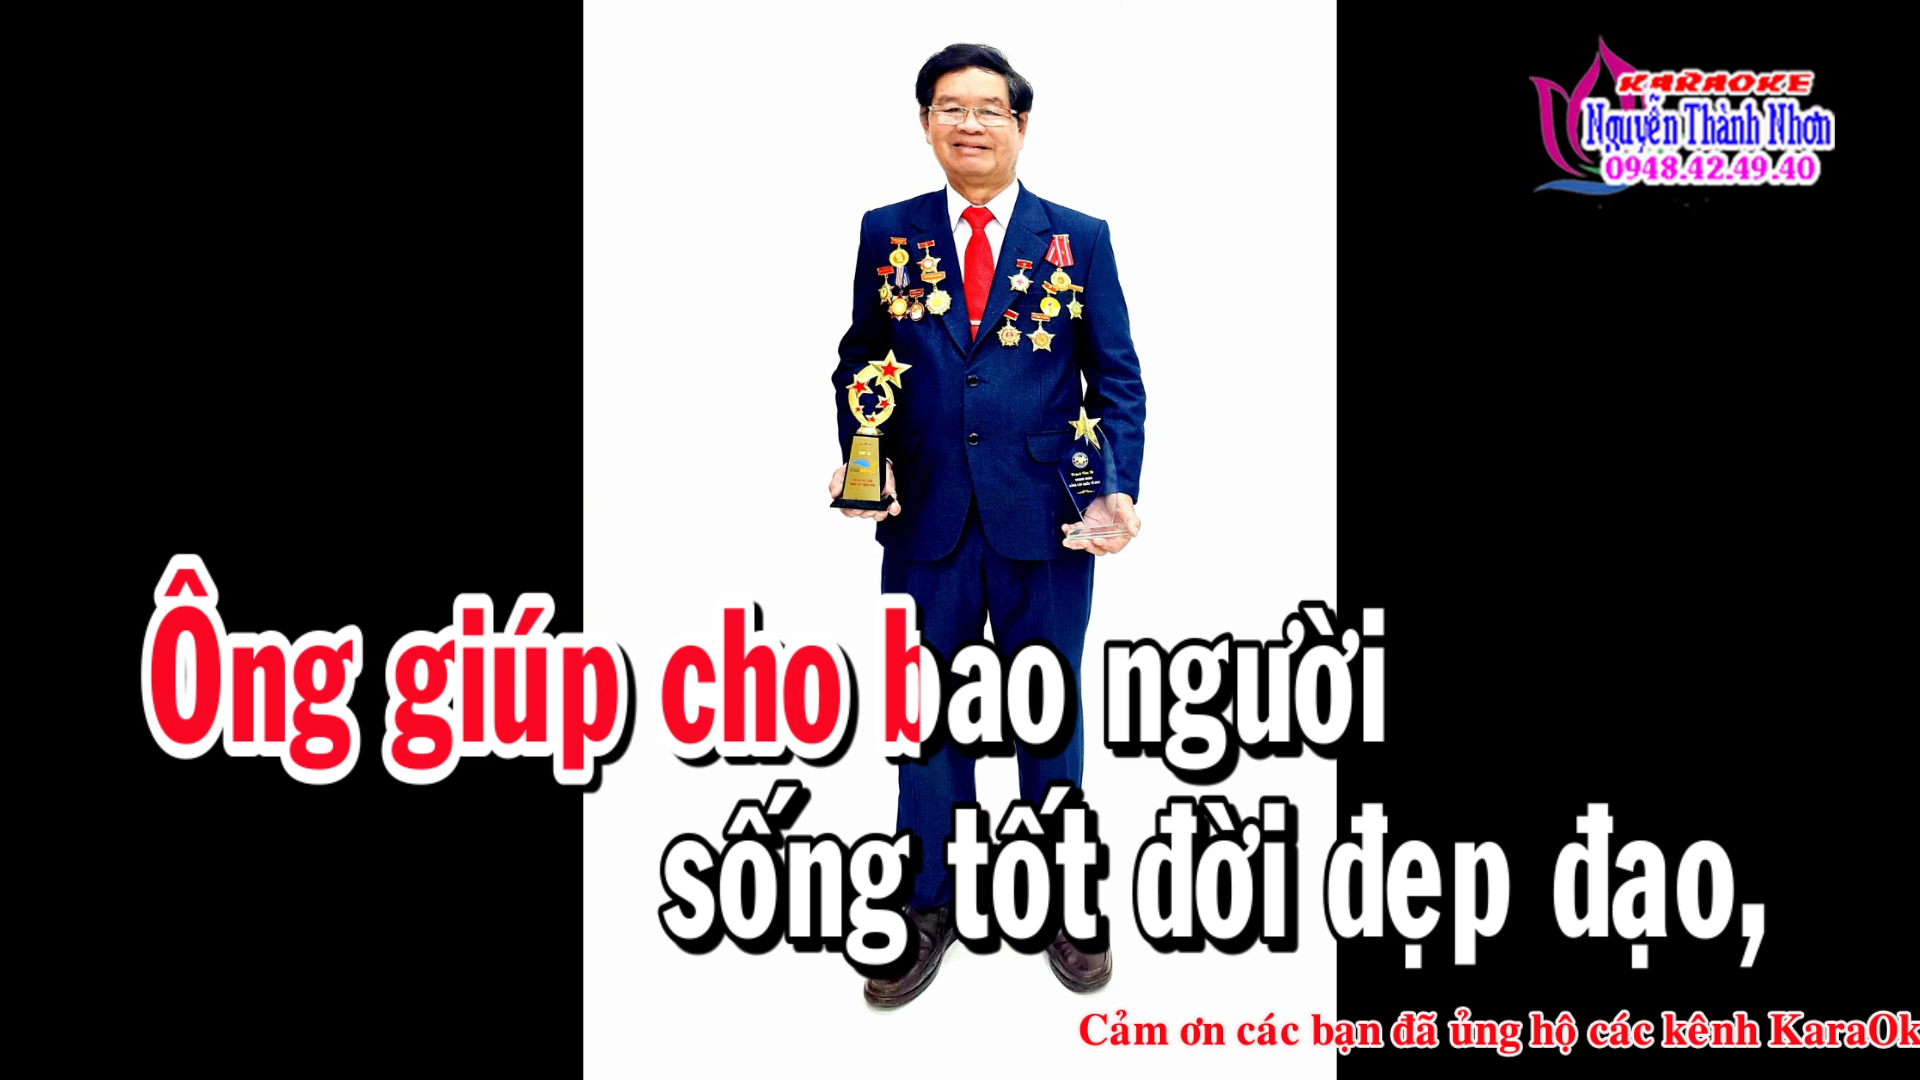 KARAOKE
Nguyễn Thành Nhơn
0948.42.49.40
Ông giúp cho bao người
sống tốt đời đẹp đạo,
Cảm ơn các bạn đã ủng hộ các kênh KaraOk